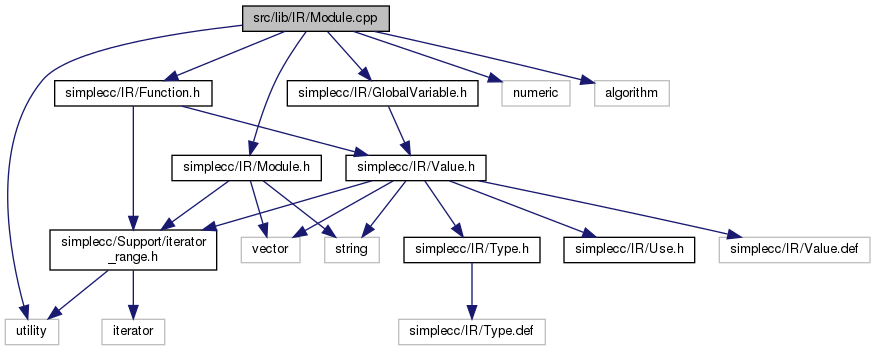 src/lib/IR/Module.cpp
simplecc/IR/Function.h
simplecc/IR/GlobalVariable.h
numeric
algorithm
simplecc/IR/Module.h
simplecc/IR/Value.h
simplecc/Support/iterator
_range.h
vector
string
simplecc/IR/Type.h
simplecc/IR/Use.h
simplecc/IR/Value.def
utility
iterator
simplecc/IR/Type.def